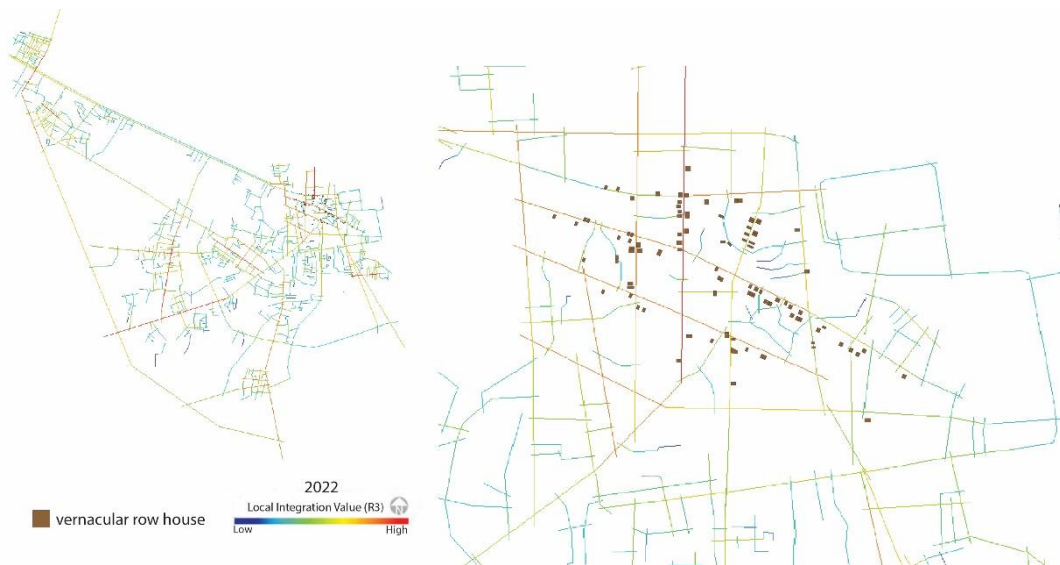 2022
Local Integration Value (R3)
N
Low
High
vernacular row house